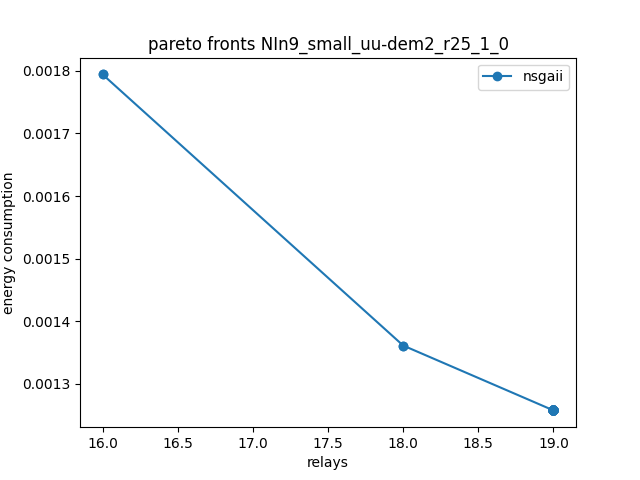 pareto fronts NIn9_small_uu-dem2_r25_1_0
nsgaii
energy consumption
0.0018
0.0017
0.0016
0.0015
0.0014
0.0013
16.0 16.5 17.0 17.5 18.0 18.5 19.0
relays